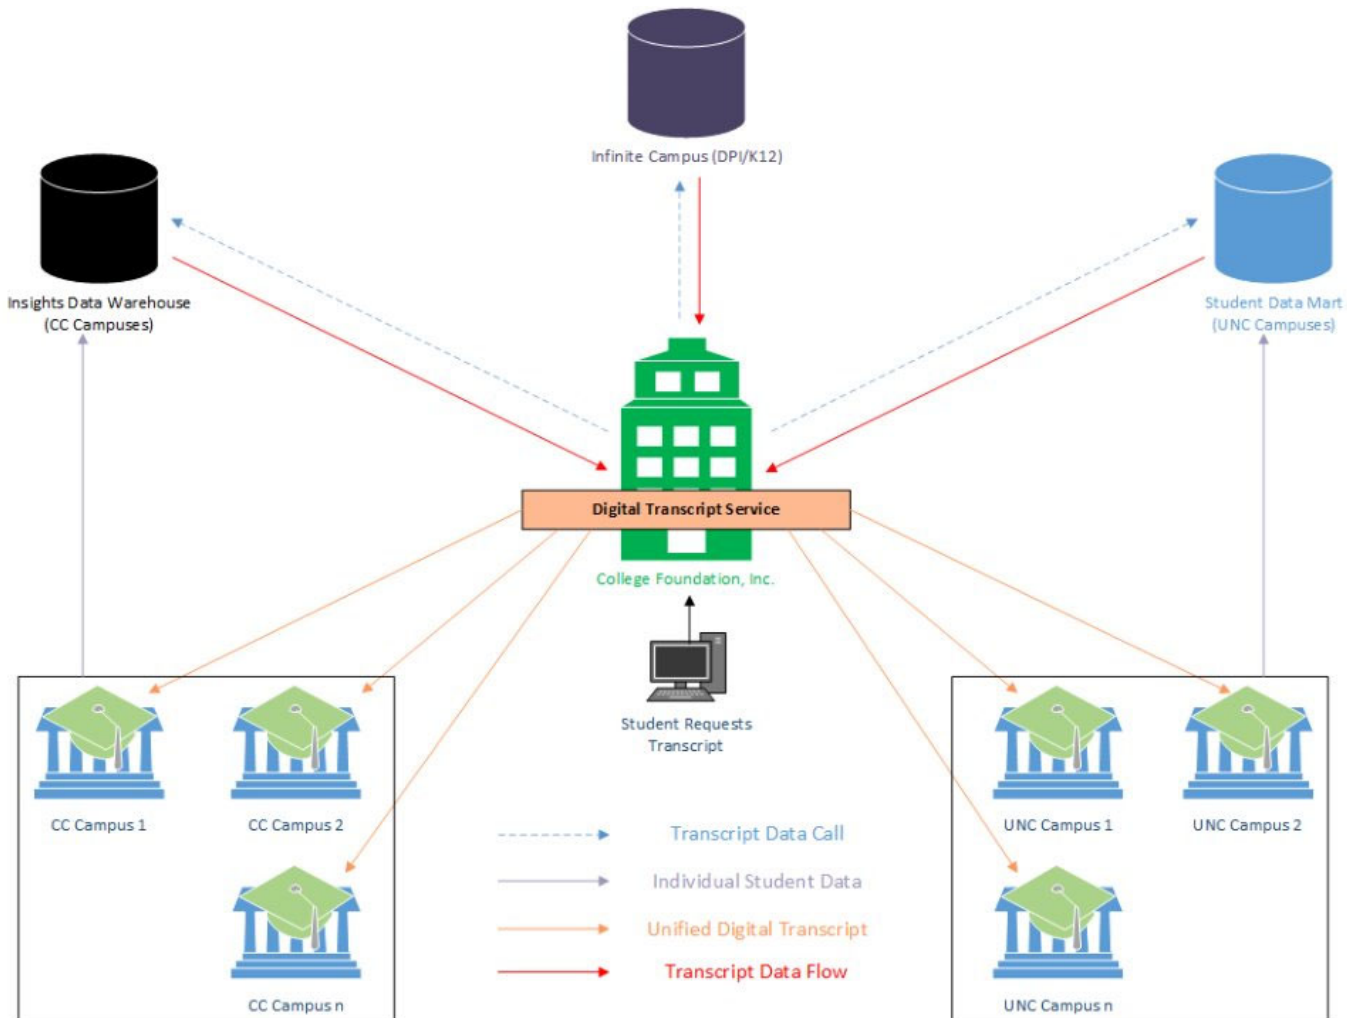 Infinite Campus (DPI/K12)
Insights Data Warehouse
(CC Campuses)
Student Data Mart
(UNC Campuses)
Digital Transcript Service
College Foundation, Inc.
Student Requests
Transcript
CC Campus 1
CC Campus 2
UNC Campus 1
UNC Campus 2
Transcript Data Call
Individual Student Data
Unified Digital Transcript
Transcript Data Flow
CC Campus n
UNC Campus n